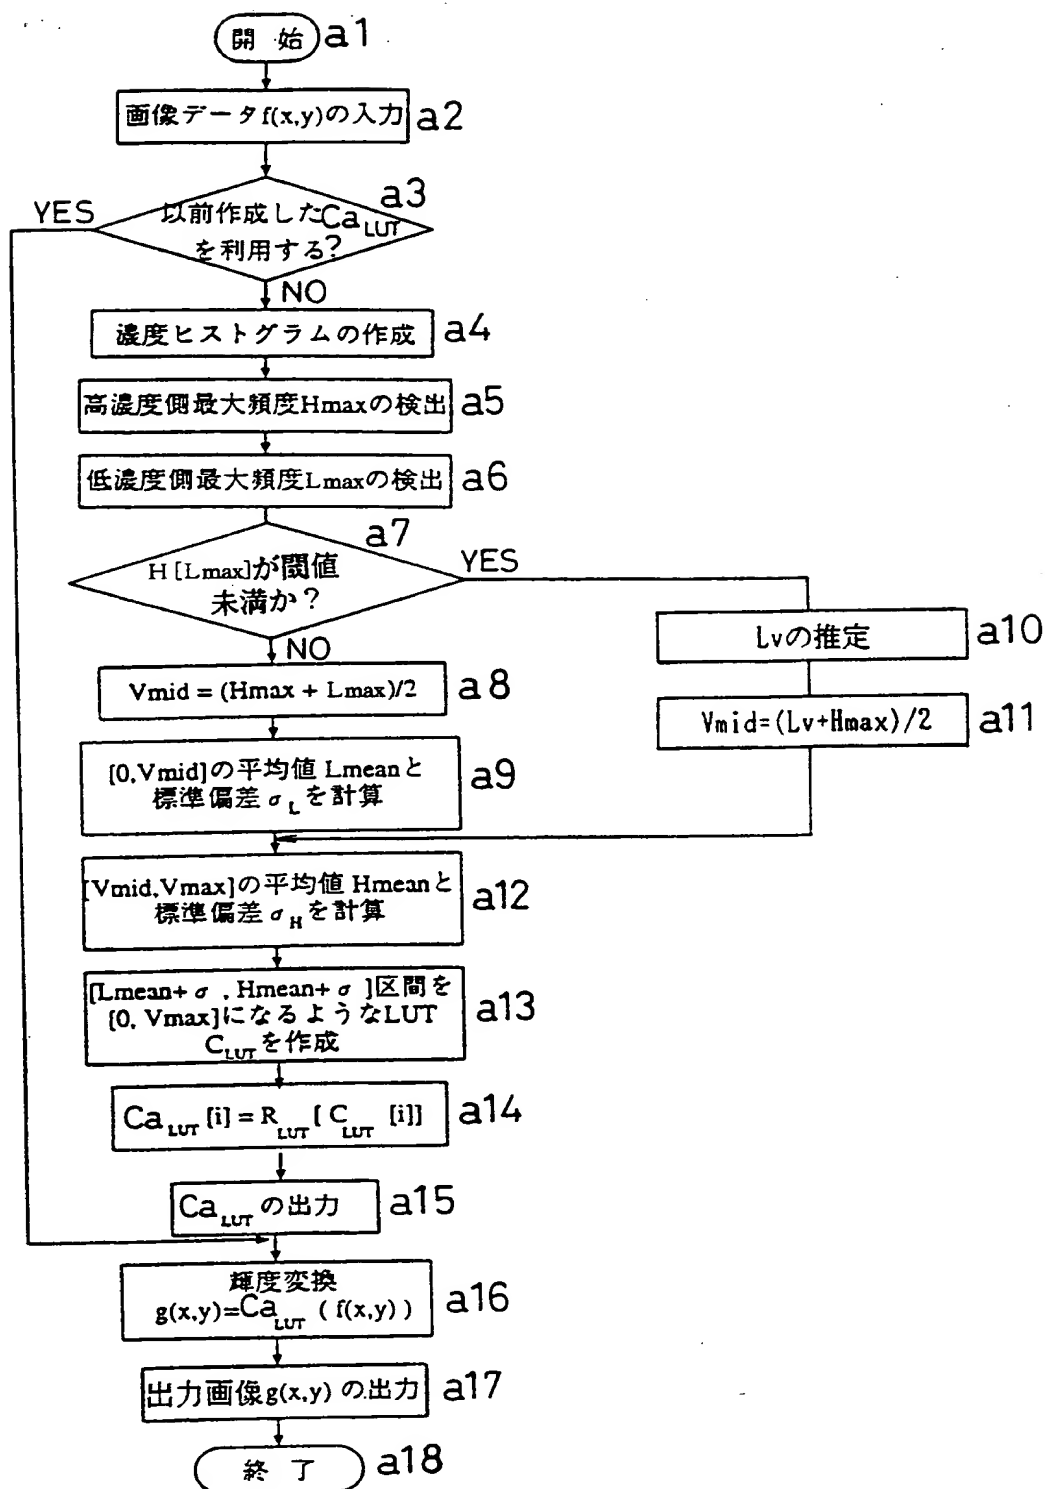 開始 a1
画像データf(x,y)の入力 a2
a3
YES
以前作成したCaLUT
を利用する?
NO
濃度ヒストグラムの作成 a4
高濃度側最大頻度Hmaxの検出 a5
低濃度側最大頻度Lmaxの検出 a6
a7
H[Lmax]が閾値
未満か?
YES
NO
Lvの推定 a10
Vmid = (Hmax + Lmax)/2 a8
Vmid=(Lv+Hmax)/2 a11
[0,Vmid]の平均値 Lmeanと
標準偏差 σLを計算
a9
[Vmid,Vmax]の平均値 Hmeanと
標準偏差 σHを計算
a12
[Lmean+ σ , Hmean+ σ ]区間を
[0, Vmax]になるようなLUT
CLUTを作成
a13
CaLUT [i] = RLUT [ CLUT [i]] a14
CaLUT の出力 a15
輝度変換
g(x,y)=CaLUT ( f(x,y) )
a16
出力画像g(x,y) の出力 a17
終了 a18